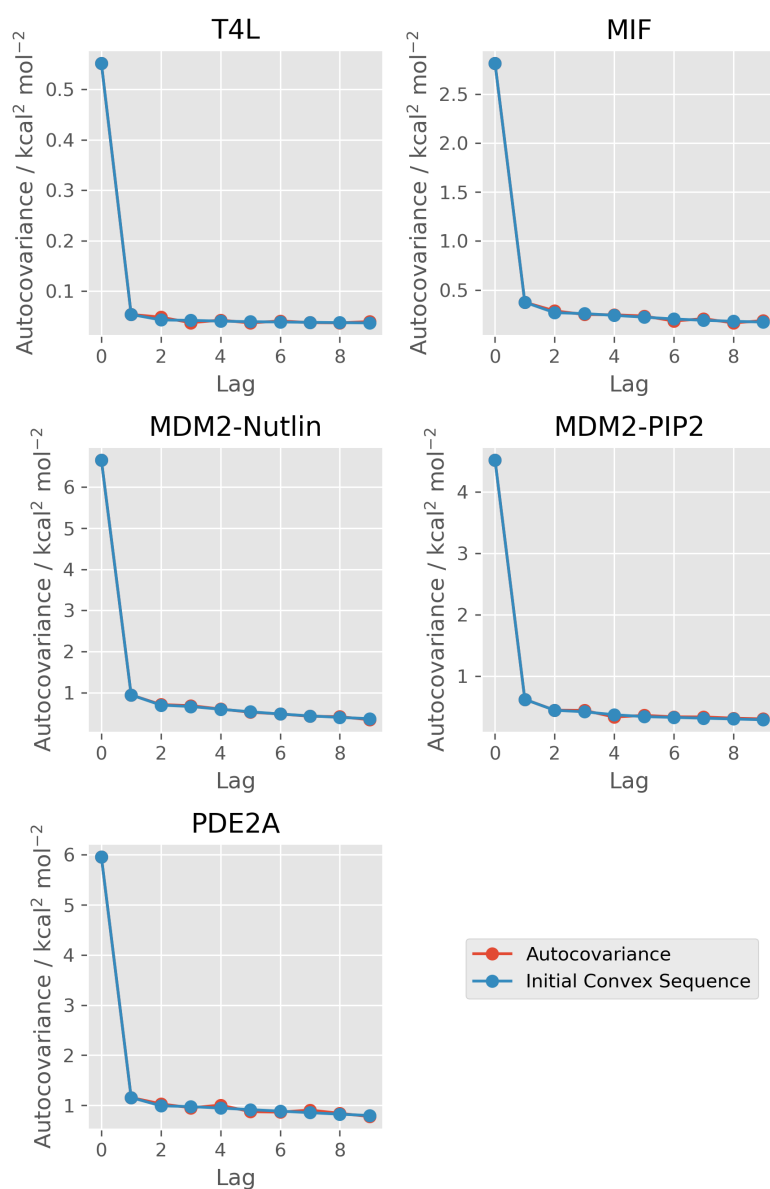 T4L
Autocovariance / kcal² mol⁻²
0.5
0.4
0.3
0.2
0.1
0 2 4 6 8
Lag
MIF
Autocovariance / kcal² mol⁻²
2.5
2.0
1.5
1.0
0.5
0 2 4 6 8
Lag
MDM2-Nutlin
Autocovariance / kcal² mol⁻²
6
5
4
3
2
1
0 2 4 6 8
Lag
MDM2-PIP2
Autocovariance / kcal² mol⁻²
4
3
2
1
0 2 4 6 8
Lag
PDE2A
Autocovariance / kcal² mol⁻²
6
5
4
3
2
1
0 2 4 6 8
Lag
Autocovariance
Initial Convex Sequence